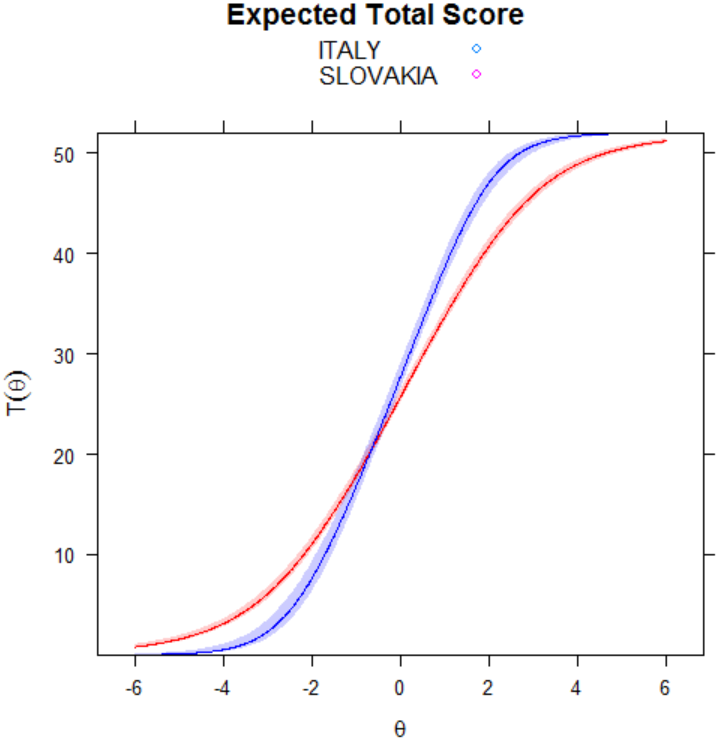 Expected Total Score
ITALY
SLOVAKIA
50
40
30
20
10
T(θ)
-6 -4 -2 0 2 4 6
θ